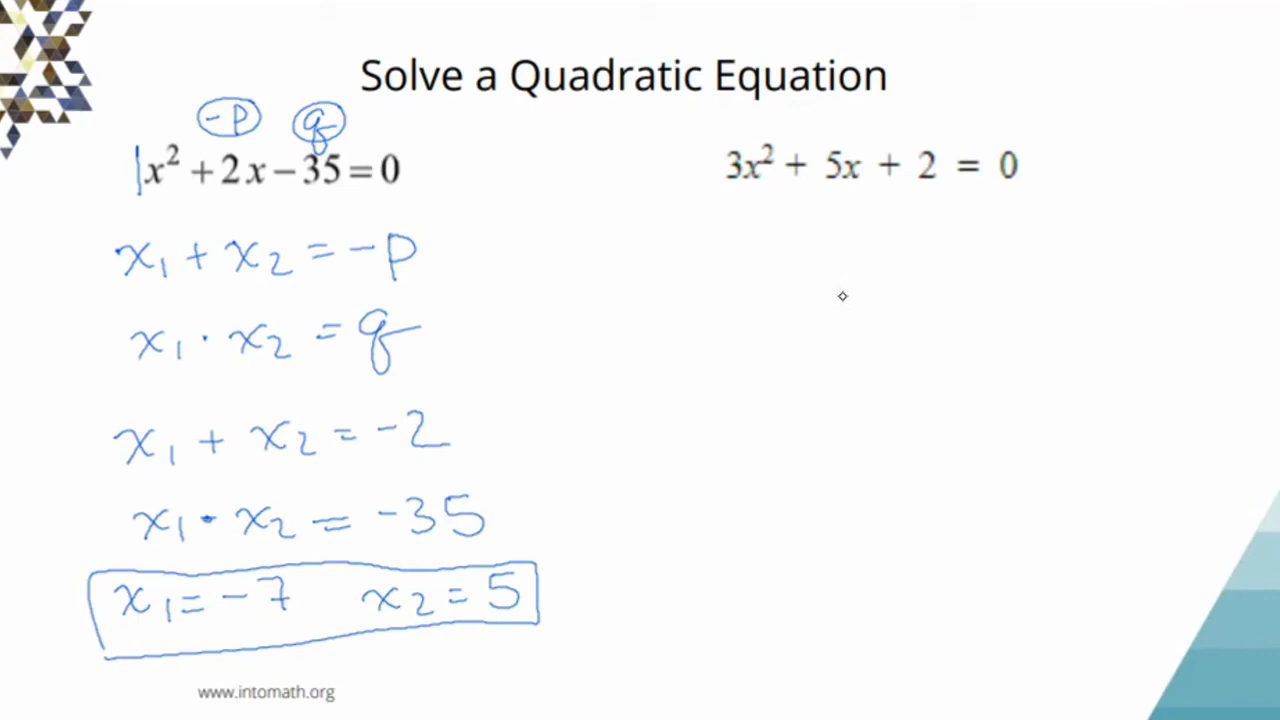 Solve a Quadratic Equation
-p q
|x² + 2x − 35 = 0
x₁ + x₂ = -p
x₁ · x₂ = q
x₁ + x₂ = -2
x₁ · x₂ = -35
x₁ = -7 x₂ = 5
3x² + 5x + 2 = 0
www.intomath.org